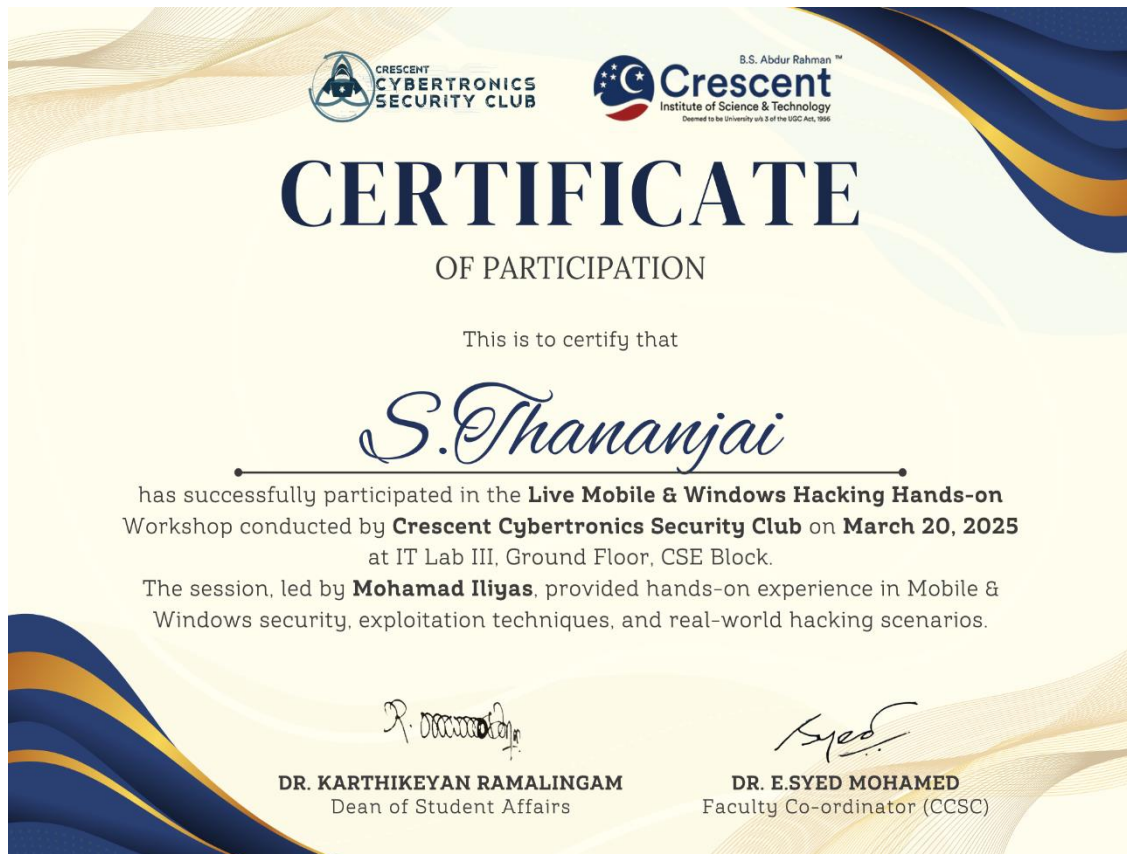 CRESCENT
CYBERTRONICS
SECURITY CLUB
B.S. Abdur Rahman ™
Crescent
Institute of Science & Technology
Deemed to be University u/s 3 of the UGC Act, 1956
CERTIFICATE
OF PARTICIPATION
This is to certify that
S.Thananjai
has successfully participated in the Live Mobile & Windows Hacking Hands-on
Workshop conducted by Crescent Cybertronics Security Club on March 20, 2025
at IT Lab III, Ground Floor, CSE Block.
The session, led by Mohamad Iliyas, provided hands-on experience in Mobile &
Windows security, exploitation techniques, and real-world hacking scenarios.
Syed
DR. KARTHIKEYAN RAMALINGAM
Dean of Student Affairs
DR. E.SYED MOHAMED
Faculty Co-ordinator (CCSC)